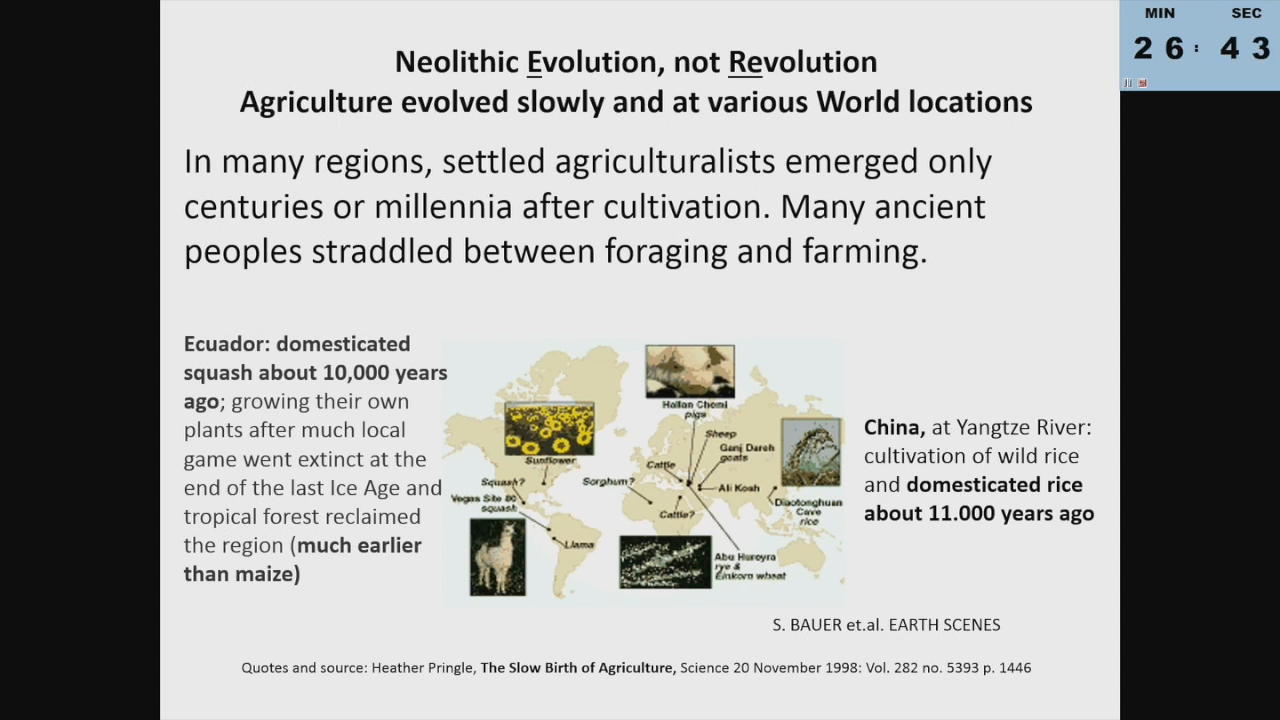 MIN SEC
26:43
Neolithic Evolution, not Revolution
Agriculture evolved slowly and at various World locations
In many regions, settled agriculturalists emerged only
centuries or millennia after cultivation. Many ancient
peoples straddled between foraging and farming.
Ecuador: domesticated
squash about 10,000 years
ago; growing their own
plants after much local
game went extinct at the
end of the last Ice Age and
tropical forest reclaimed
the region (much earlier
than maize)
Hallan Chemi
pigs
Sheep
Ganj Dareh
goats
Cattle
Sunflower
Squash?
Sorghum?
Ali Kosh
Vegas Site 80
squash
Cattle?
Diaotonghuan
Cave
rice
Llama
Abu Hureyra
rye &
Einkorn wheat
China, at Yangtze River:
cultivation of wild rice
and domesticated rice
about 11.000 years ago
S. BAUER et.al. EARTH SCENES
Quotes and source: Heather Pringle, The Slow Birth of Agriculture, Science 20 November 1998: Vol. 282 no. 5393 p. 1446